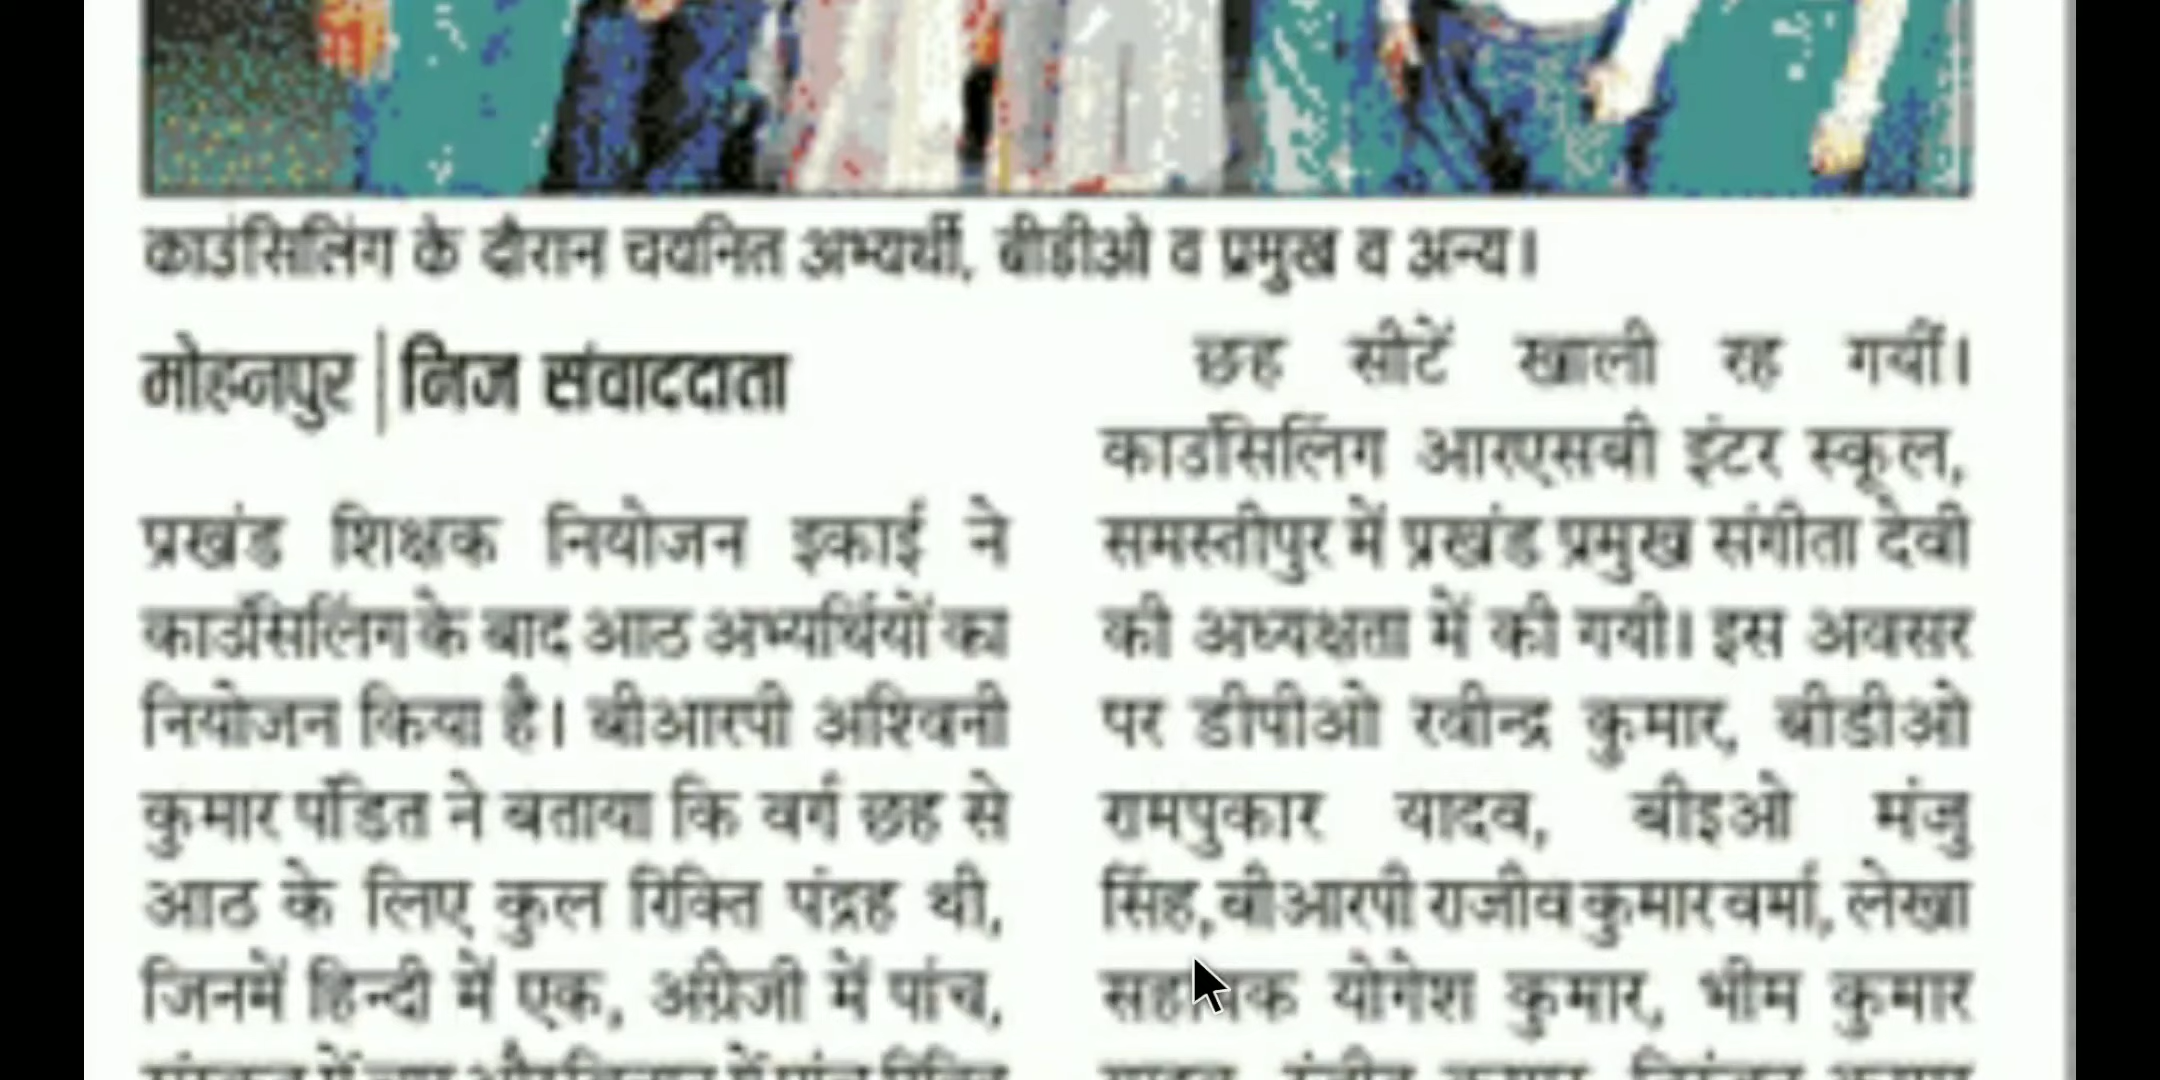 काउंसिलिंग के दौरान चयनित अभ्यर्थी, बीडीओ व प्रमुख व अन्य।
मोहनपुर | निज संवाददाता
प्रखंड शिक्षक नियोजन इकाई ने
काउंसिलिंग के बाद आठ अभ्यर्थियों का
नियोजन किया है। बीआरपी अश्विनी
कुमार पंडित ने बताया कि वर्ग छह से
आठ के लिए कुल रिक्ति पंद्रह थी,
जिनमें हिन्दी में एक, अंग्रेजी में पांच,
छह सीटें खाली रह गयीं।
काउंसिलिंग आरएसबी इंटर स्कूल,
समस्तीपुर में प्रखंड प्रमुख संगीता देवी
की अध्यक्षता में की गयी। इस अवसर
पर डीपीओ रवीन्द्र कुमार, बीडीओ
रामपुकार यादव, बीइओ मंजु
सिंह, बीआरपी राजीव कुमार वर्मा, लेखा
सहायक योगेश कुमार, भीम कुमार